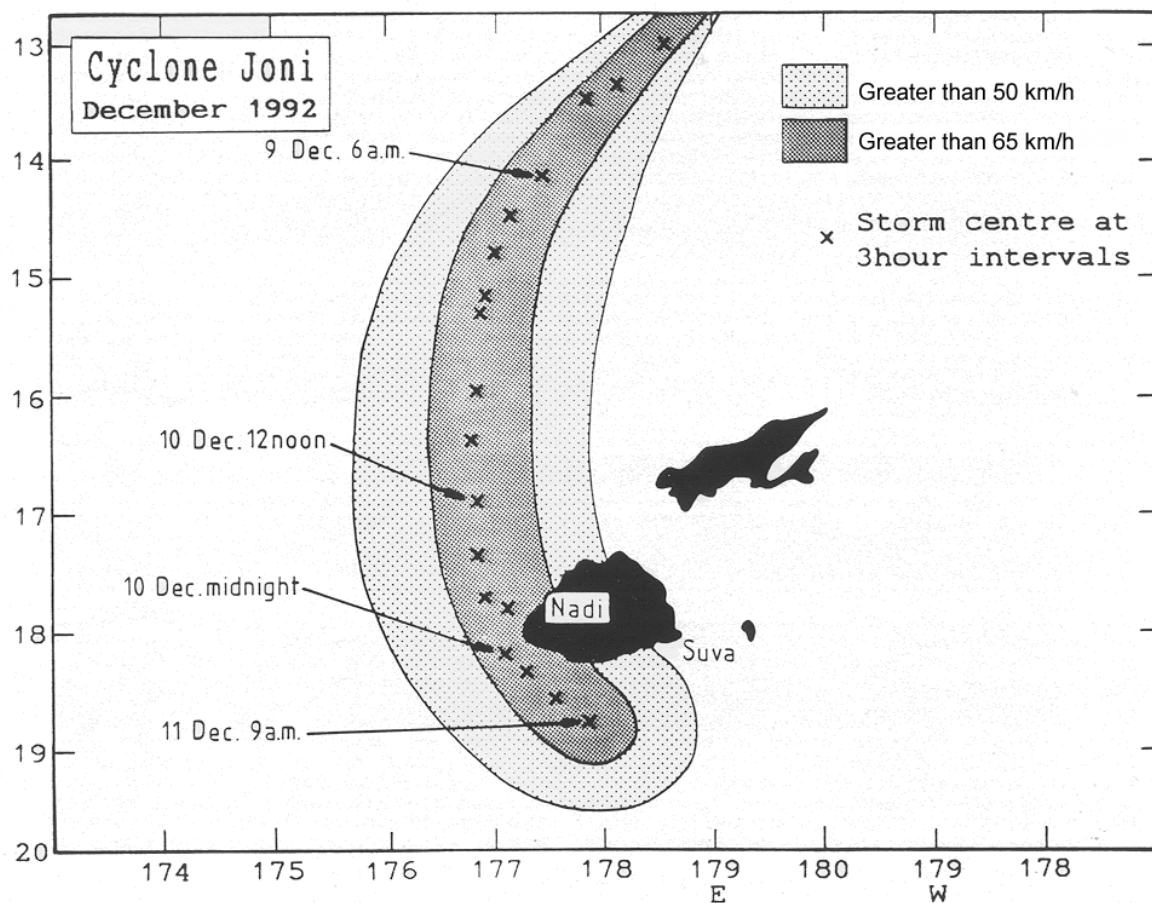 Cyclone Joni
December 1992
Greater than 50 km/h
Greater than 65 km/h
Storm centre at
3hour intervals
9 Dec. 6a.m.
10 Dec. 12noon
10 Dec. midnight
11 Dec. 9a.m.
Nadi
Suva
13
14
15
16
17
18
19
20
174 175 176 177 178 179 180 179 178
E W